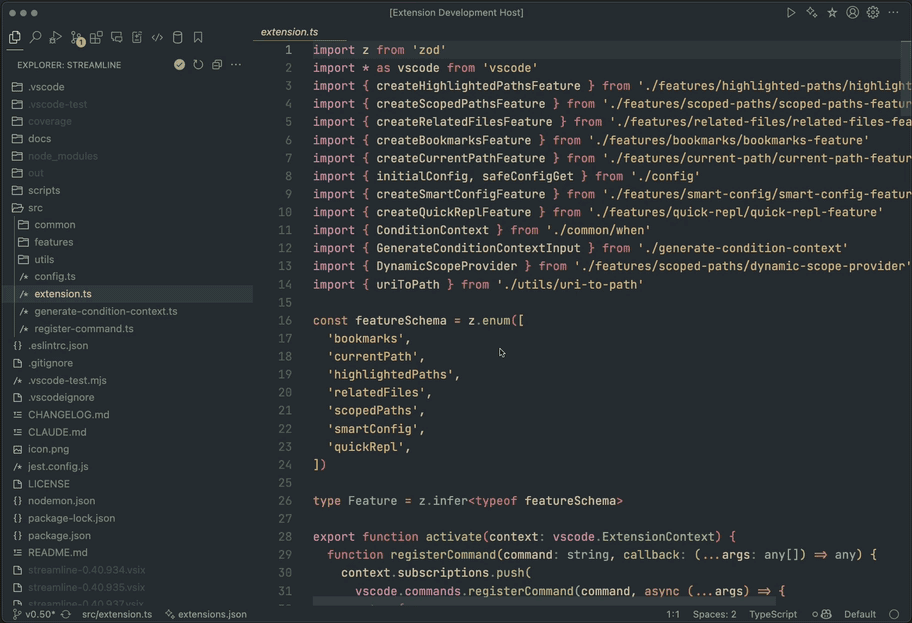 [Extension Development Host]
1
EXPLORER: STREAMLINE
.vscode
.vscode-test
coverage
docs
node_modules
out
scripts
src
common
features
utils
config.ts
extension.ts
generate-condition-context.ts
register-command.ts
.eslintrc.json
.gitignore
.vscode-test.mjs
.vscodeignore
CHANGELOG.md
CLAUDE.md
icon.png
jest.config.js
LICENSE
nodemon.json
package-lock.json
package.json
README.md
streamline-0.40.934.vsix
streamline-0.40.935.vsix
streamline-0.40.937.vsix
extension.ts
1 import z from 'zod'
2 import * as vscode from 'vscode'
3 import { createHighlightedPathsFeature } from './features/highlighted-paths/highlight
4 import { createScopedPathsFeature } from './features/scoped-paths/scoped-paths-featur
5 import { createRelatedFilesFeature } from './features/related-files/related-files-fea
6 import { createBookmarksFeature } from './features/bookmarks/bookmarks-feature'
7 import { createCurrentPathFeature } from './features/current-path/current-path-featur
8 import { initialConfig, safeConfigGet } from './config'
9 import { createSmartConfigFeature } from './features/smart-config/smart-config-featur
10 import { createQuickReplFeature } from './features/quick-repl/quick-repl-feature'
11 import { ConditionContext } from './common/when'
12 import { GenerateConditionContextInput } from './generate-condition-context'
13 import { DynamicScopeProvider } from './features/scoped-paths/dynamic-scope-provider'
14 import { uriToPath } from './utils/uri-to-path'
15
16 const featureSchema = z.enum([
17 'bookmarks',
18 'currentPath',
19 'highlightedPaths',
20 'relatedFiles',
21 'scopedPaths',
22 'smartConfig',
23 'quickRepl',
24 ])
25
26 type Feature = z.infer<typeof featureSchema>
27
28 export function activate(context: vscode.ExtensionContext) {
29 function registerCommand(command: string, callback: (...args: any[]) => any) {
30 context.subscriptions.push(
31 vscode.commands.registerCommand(command, async (...args) => {
v0.50* src/extension.ts extensions.json 1:1 Spaces: 2 TypeScript Default